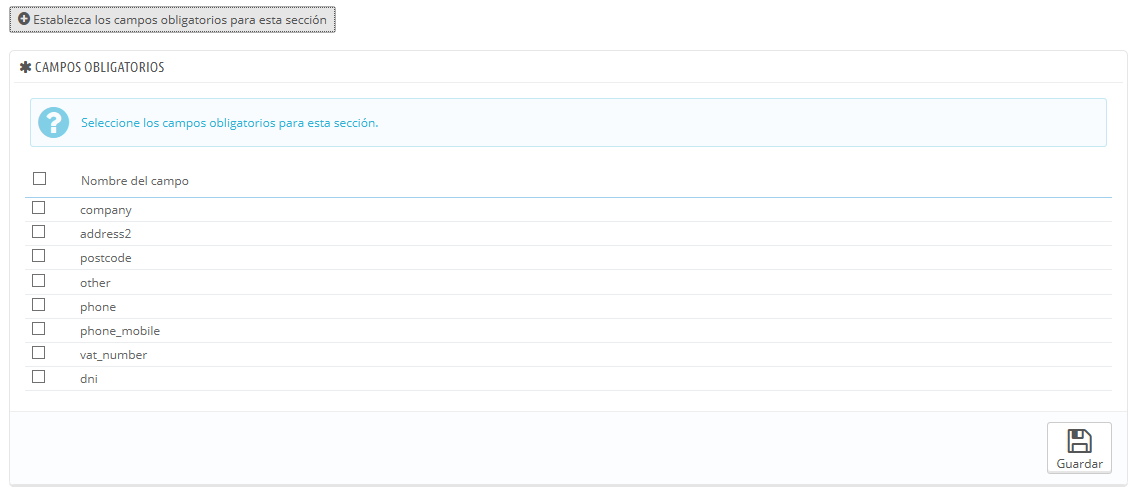 Establezca los campos obligatorios para esta sección
CAMPOS OBLIGATORIOS
Seleccione los campos obligatorios para esta sección.
Nombre del campo
company
address2
postcode
other
phone
phone_mobile
vat_number
dni
Guardar